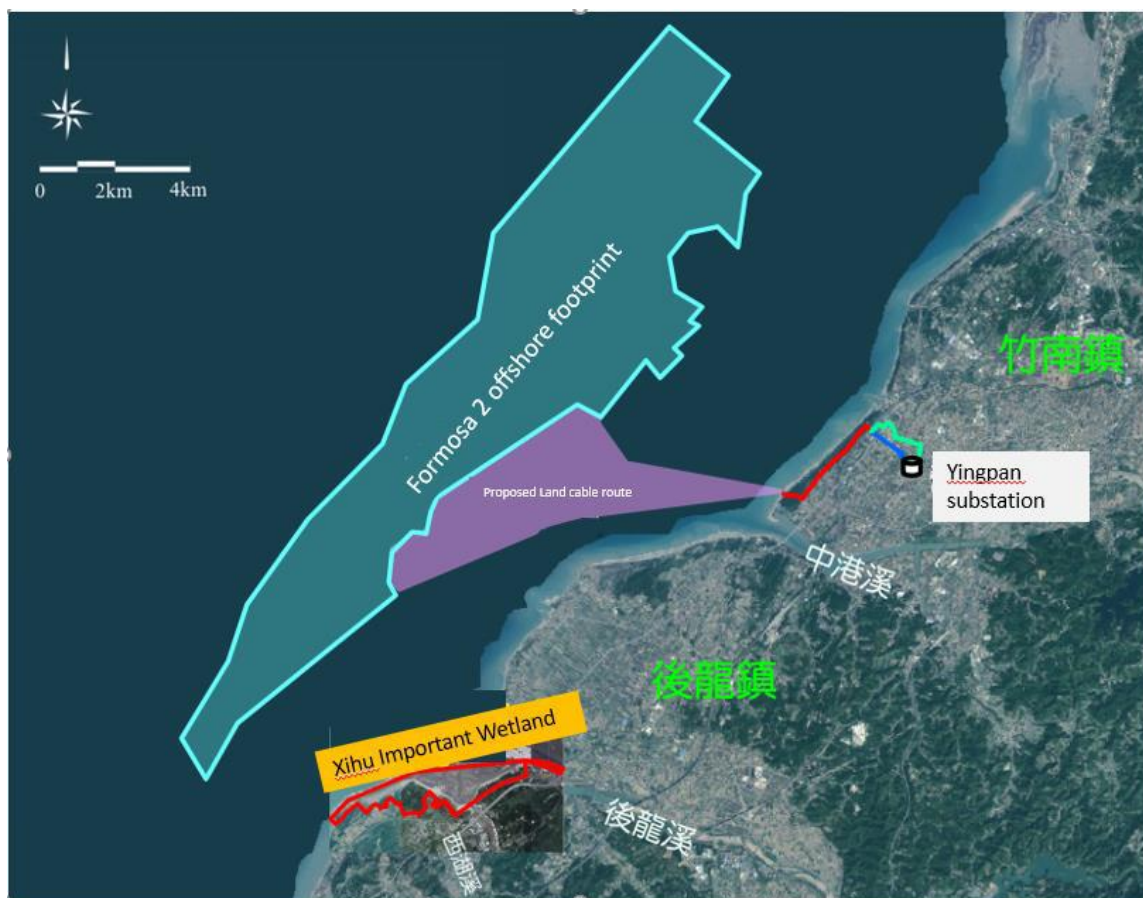 0 2km 4km
Formosa 2 offshore footprint
竹南鎮
Yingpan
substation
Proposed Land cable route
中港溪
後龍鎮
Xihu Important Wetland
後龍溪
西湖溪